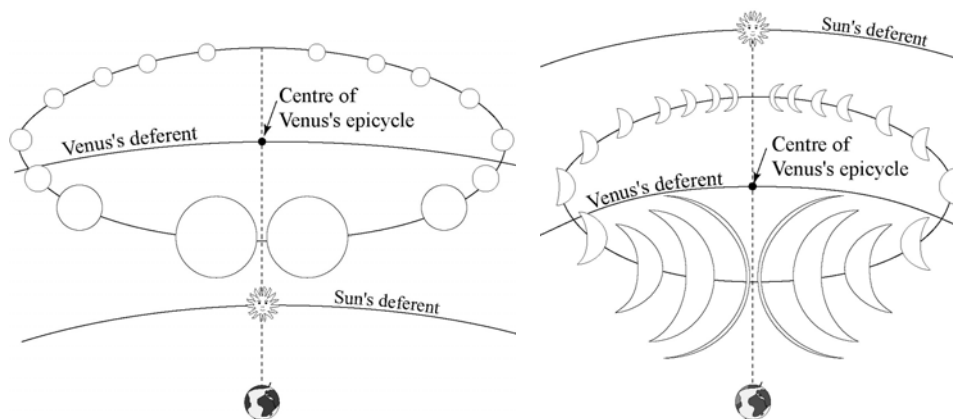 Centre of
Venus's epicycle
Venus's deferent
Sun's deferent
Sun's deferent
Centre of
Venus's epicycle
Venus's deferent